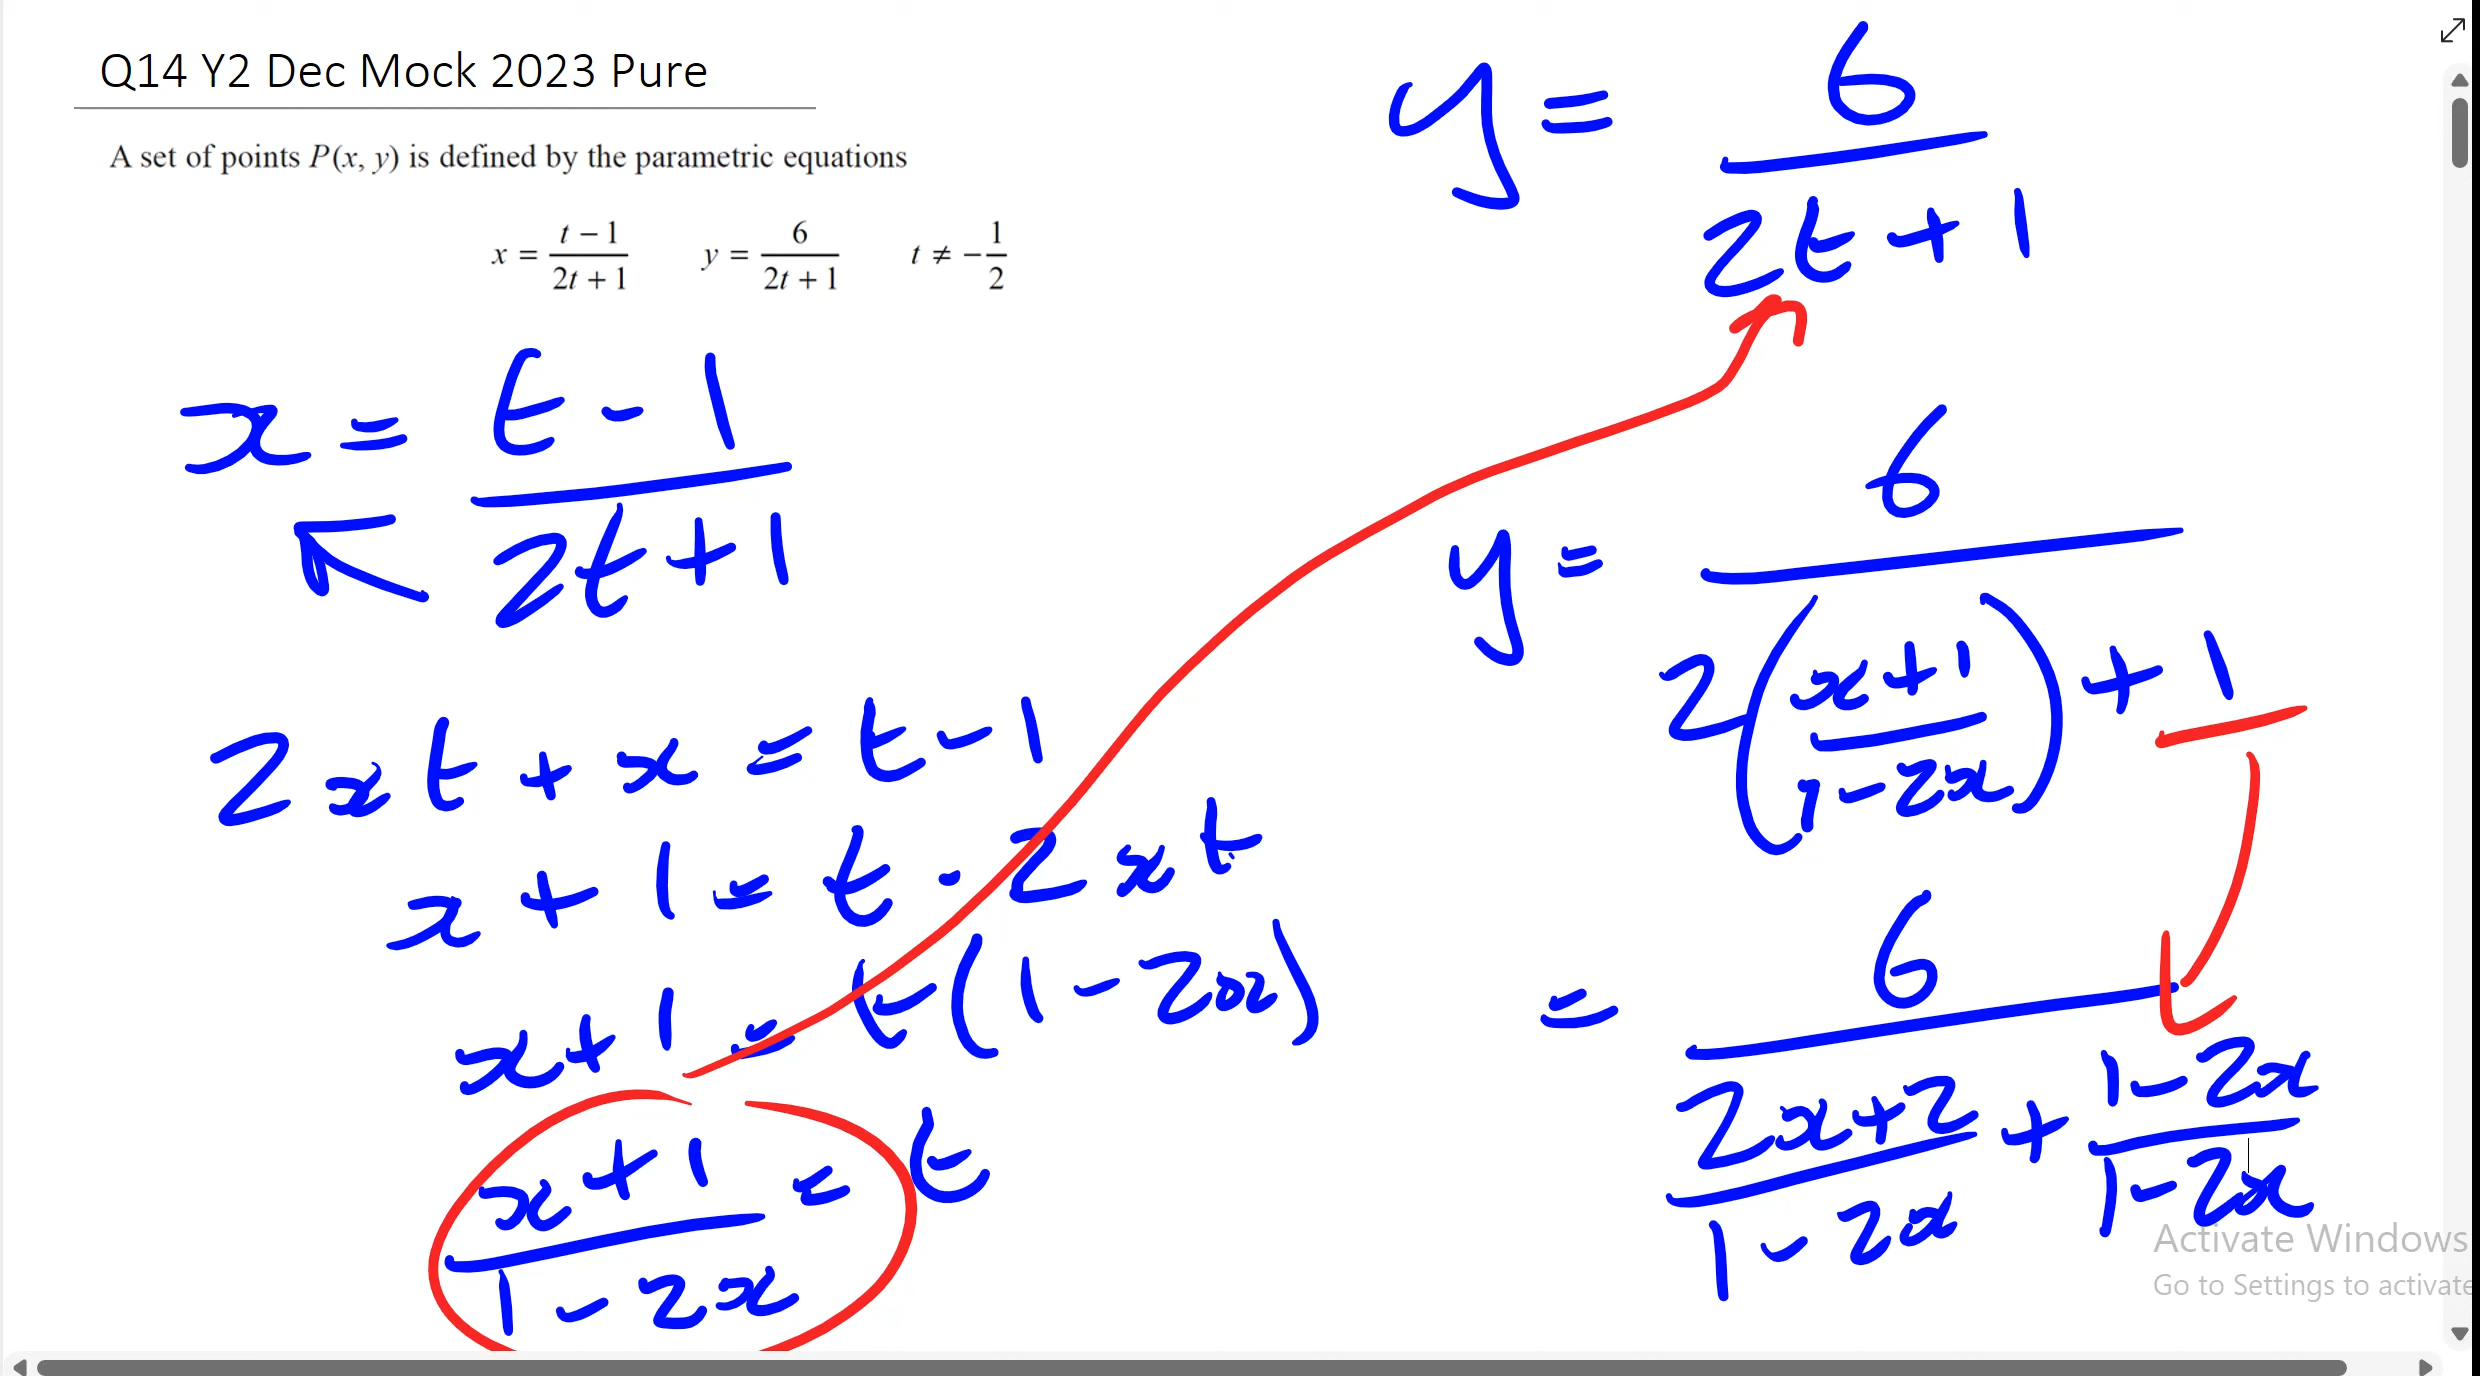 Q14 Y2 Dec Mock 2023 Pure
A set of points P(x, y) is defined by the parametric equations
x = (t − 1)/(2t + 1)   y = 6/(2t + 1)   t ≠ −1/2
x = (t - 1)/(2t + 1)
2xt + x = t - 1
x + 1 = t - 2xt
x + 1 = t(1 - 2x)
(x + 1)/(1 - 2x) = t
y = 6/(2t + 1)
y = 6/(2((x + 1)/(1 - 2x)) + 1)
= 6/((2x + 2)/(1 - 2x) + (1 - 2x)/(1 - 2x))
Activate Windows
Go to Settings to activate